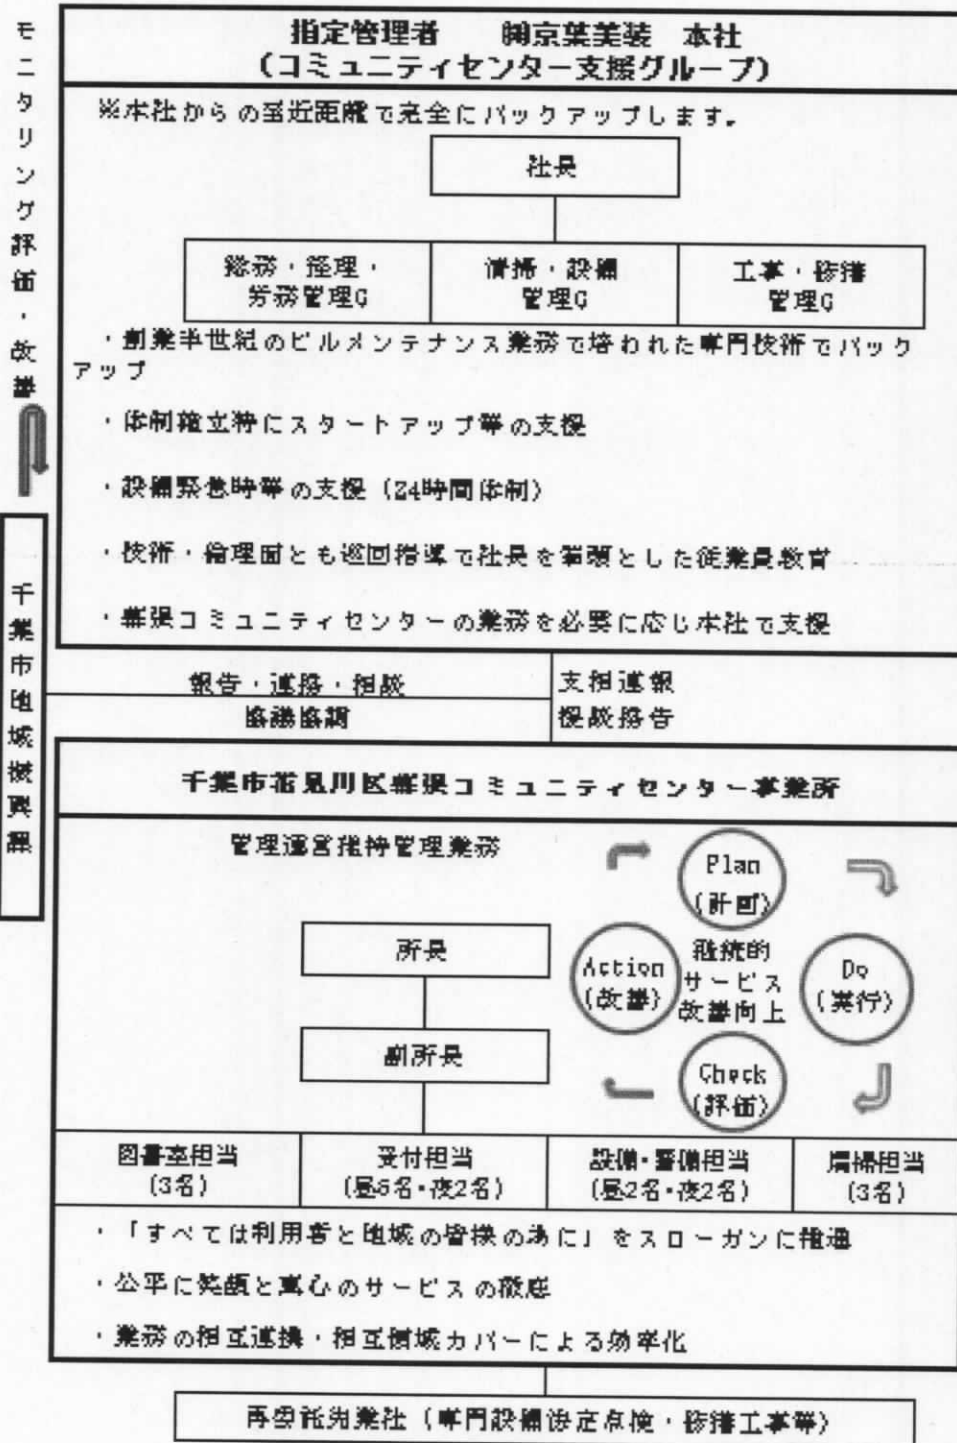 モニタリング評価・改善
千葉市地域振興課
指定管理者　㈱京葉美装　本社
(コミュニティセンター支援グループ)
※本社からの至近距離で完全にバックアップします。
社長
総務・経理・
労務管理G
清掃・設備
管理G
工事・修繕
管理G
・創業半世紀のビルメンテナンス業務で培われた専門技術でバック
アップ
・体制確立特にスタートアップ等の支援
・設備緊急時等の支援（24時間体制）
・技術・倫理面とも巡回指導で社長を筆頭とした従業員教育
・幕張コミュニティセンターの業務を必要に応じ本社で支援
報告・連絡・相談
協議協調
支相連報
援談絡告
千葉市花見川区幕張コミュニティセンター事業所
管理運営維持管理業務
所長
副所長
Plan
(計画)
Action
(改善)
継続的
サービス
改善向上
Do
(実行)
Check
(評価)
図書室担当
(3名)
受付担当
(昼6名・夜2名)
設備・警備担当
(昼2名・夜2名)
清掃担当
(3名)
・「すべては利用者と地域の皆様の為に」をスローガンに推進
・公平に笑顔と真心のサービスの徹底
・業務の相互連携・相互領域カバーによる効率化
再委託先業社（専門設備法定点検・修繕工事等）